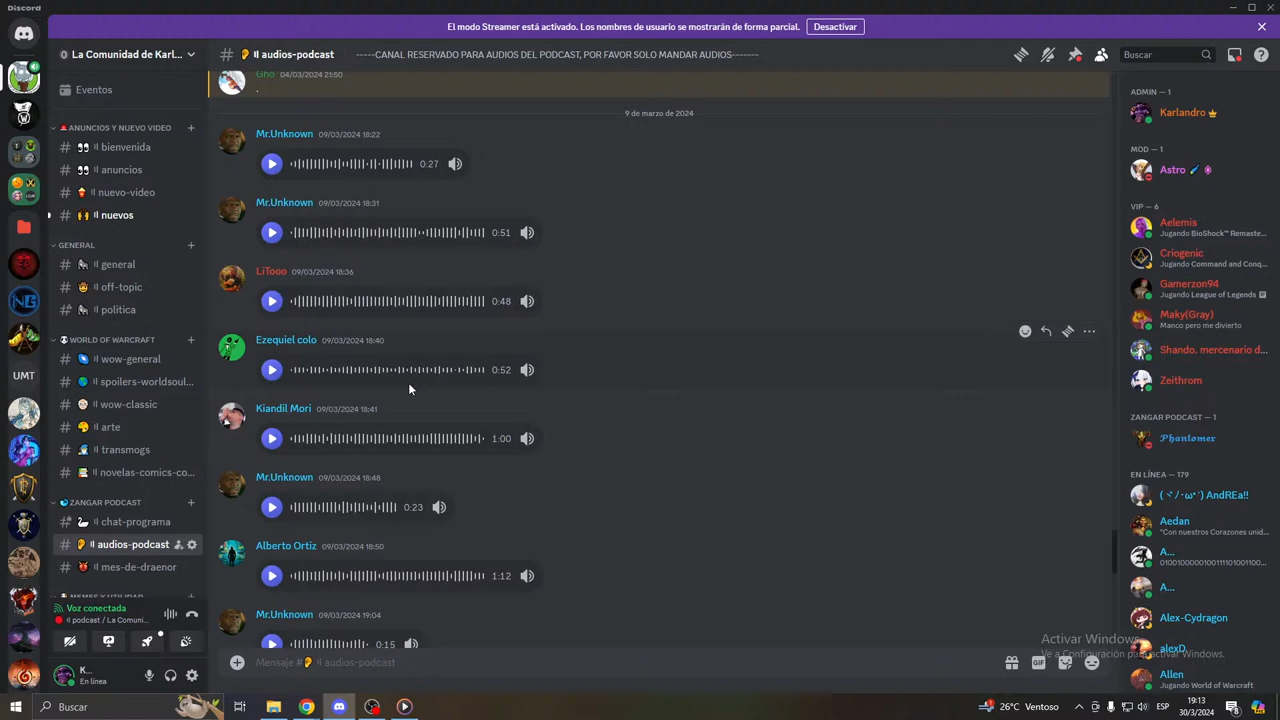 Discord
El modo Streamer está activado. Los nombres de usuario se mostrarán de forma parcial.
Desactivar
La Comunidad de Karl...
audios-podcast
-----CANAL RESERVADO PARA AUDIOS DEL PODCAST, POR FAVOR SOLO MANDAR AUDIOS-------
Buscar
Eventos
ANUNCIOS Y NUEVO VIDEO
bienvenida
anuncios
nuevo-video
nuevos
GENERAL
general
off-topic
politica
WORLD OF WARCRAFT
wow-general
spoilers-worldsoul...
wow-classic
arte
transmogs
novelas-comics-co...
ZANGAR PODCAST
chat-programa
audios-podcast
mes-de-draenor
MEMES Y UTILIDAD
UMT
Voz conectada
podcast / La Comuni...
K...
En línea
Gho 04/03/2024 21:50
.
9 de marzo de 2024
Mr.Unknown 09/03/2024 18:22
0:27
Mr.Unknown 09/03/2024 18:31
0:51
LiTooo 09/03/2024 18:36
0:48
Ezequiel colo 09/03/2024 18:40
0:52
Kiandil Mori 09/03/2024 18:41
1:00
Mr.Unknown 09/03/2024 18:48
0:23
Alberto Ortiz 09/03/2024 18:50
1:12
Mr.Unknown 09/03/2024 19:04
0:15
Mensaje # audios-podcast
GIF
ADMIN — 1
Karlandro
MOD — 1
Astro
VIP — 6
Aelemis
Jugando BioShock™ Remaste...
Criogenic
Jugando Command and Conq...
Gamerzon94
Jugando League of Legends
Maky(Gray)
Manco pero me divierto
Shando. mercenario d...
Zeithrom
ZANGAR PODCAST — 1
Phantomer
EN LÍNEA — 179
AndREa!!
Aedan
"Con nuestros Corazones unid...
A...
A...
Alex-Cydragon
alexD
Allen
Jugando World of Warcraft
Activar Windows
Ve a Configuración para activar Windows.
Buscar
26°C Ventoso
ESP
19:13
30/3/2024